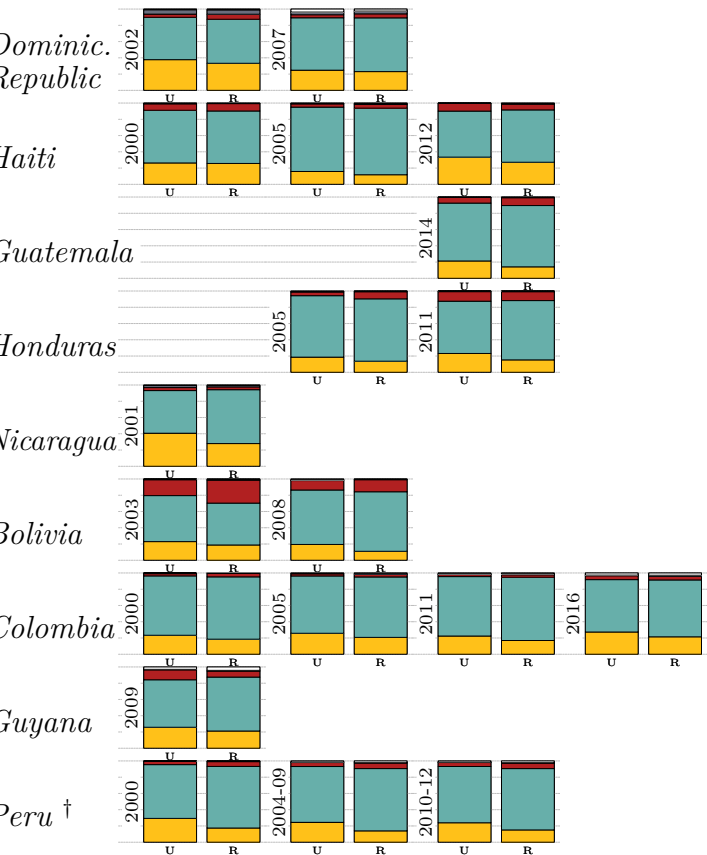 Dominic.
Republic
2002
U R
2007
U R
Haiti
2000
U R
2005
U R
2012
U R
Guatemala
2014
U R
Honduras
2005
U R
2011
U R
Nicaragua
2001
U R
Bolivia
2003
U R
2008
U R
Colombia
2000
U R
2005
U R
2011
U R
2016
U R
Guyana
2009
U R
Peru †
2000
U R
2004-09
U R
2010-12
U R